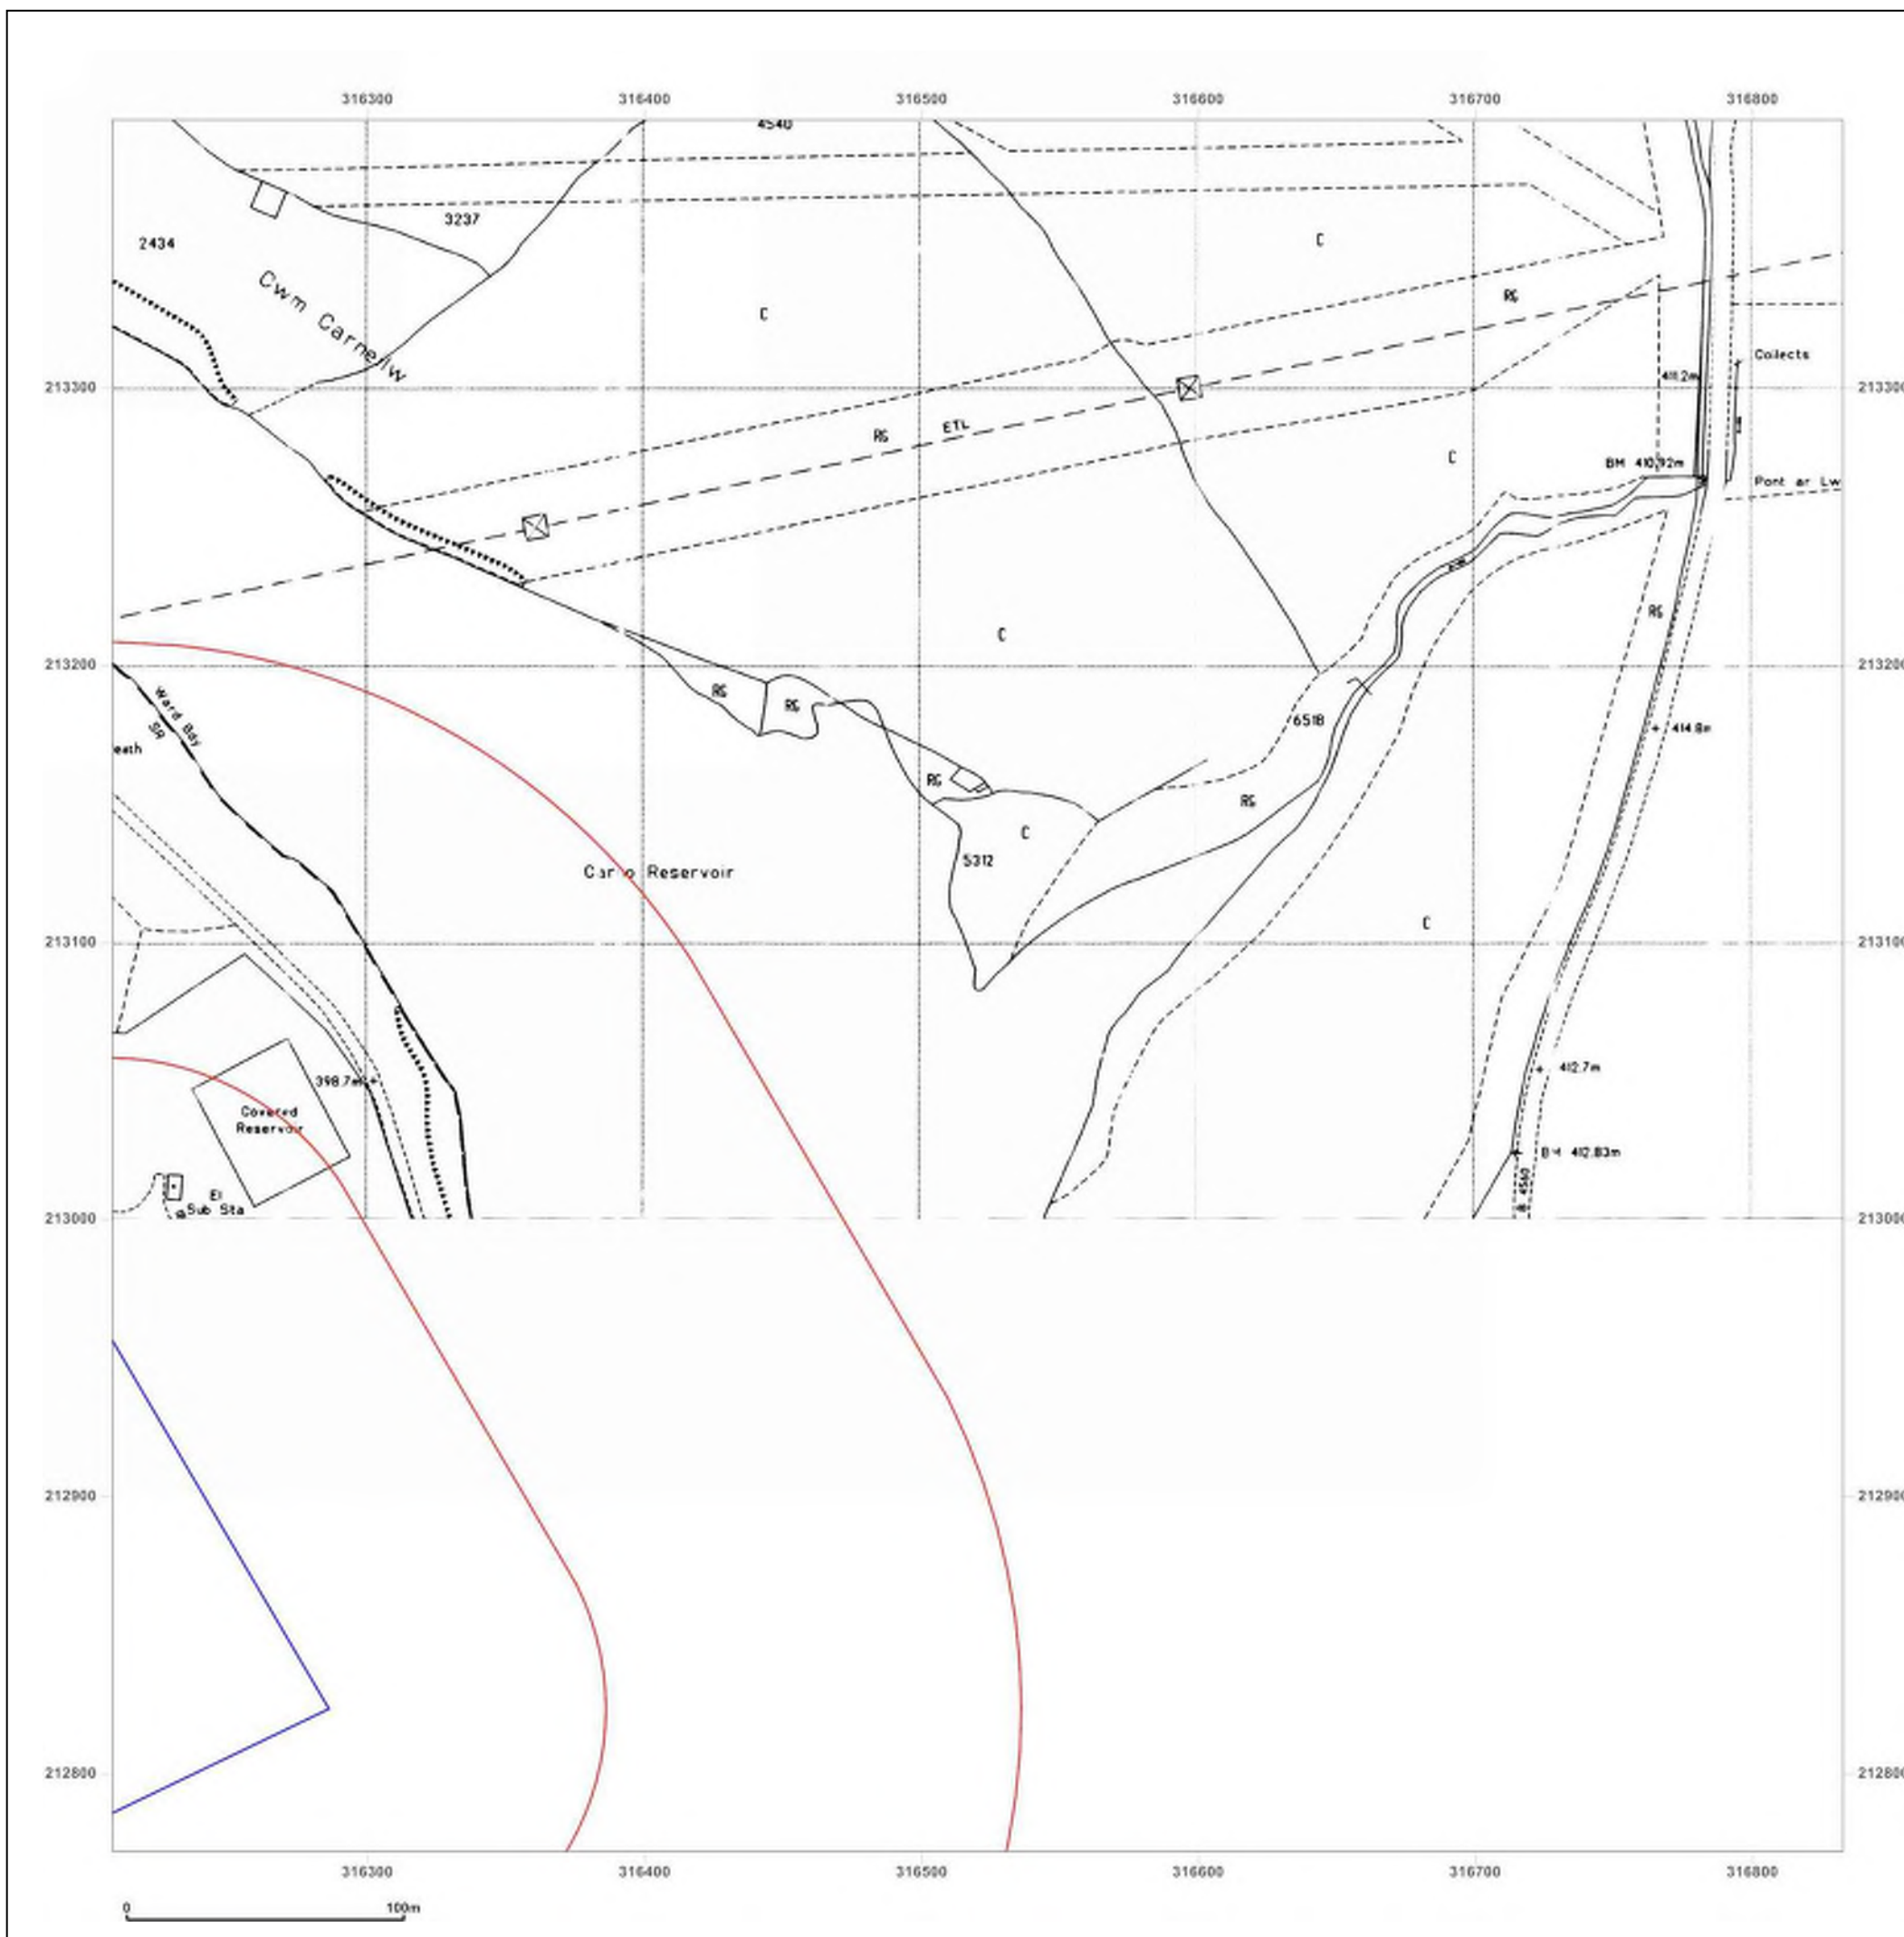 316300 316400 316500 316600 316700 316800
4540
3237
2434
C
Cwm Carnelw
RG
C
Collects
411.2m
213300
213300
ETL
RG
C
BM 410.92m
Pont ar Lw
RG
C
213200
213200
RG
RG
Ward Bdy
SR
6518
414.8m
eath
RG
RG
C
5312
Reservoir
C
213100
213100
412.7m
398.7m
Covered
Reservoir
BM 412.83m
El
Sub Sta
B 4560
213000
213000
212900
212900
212800
212800
316300 316400 316500 316600 316700 316800
0 100m